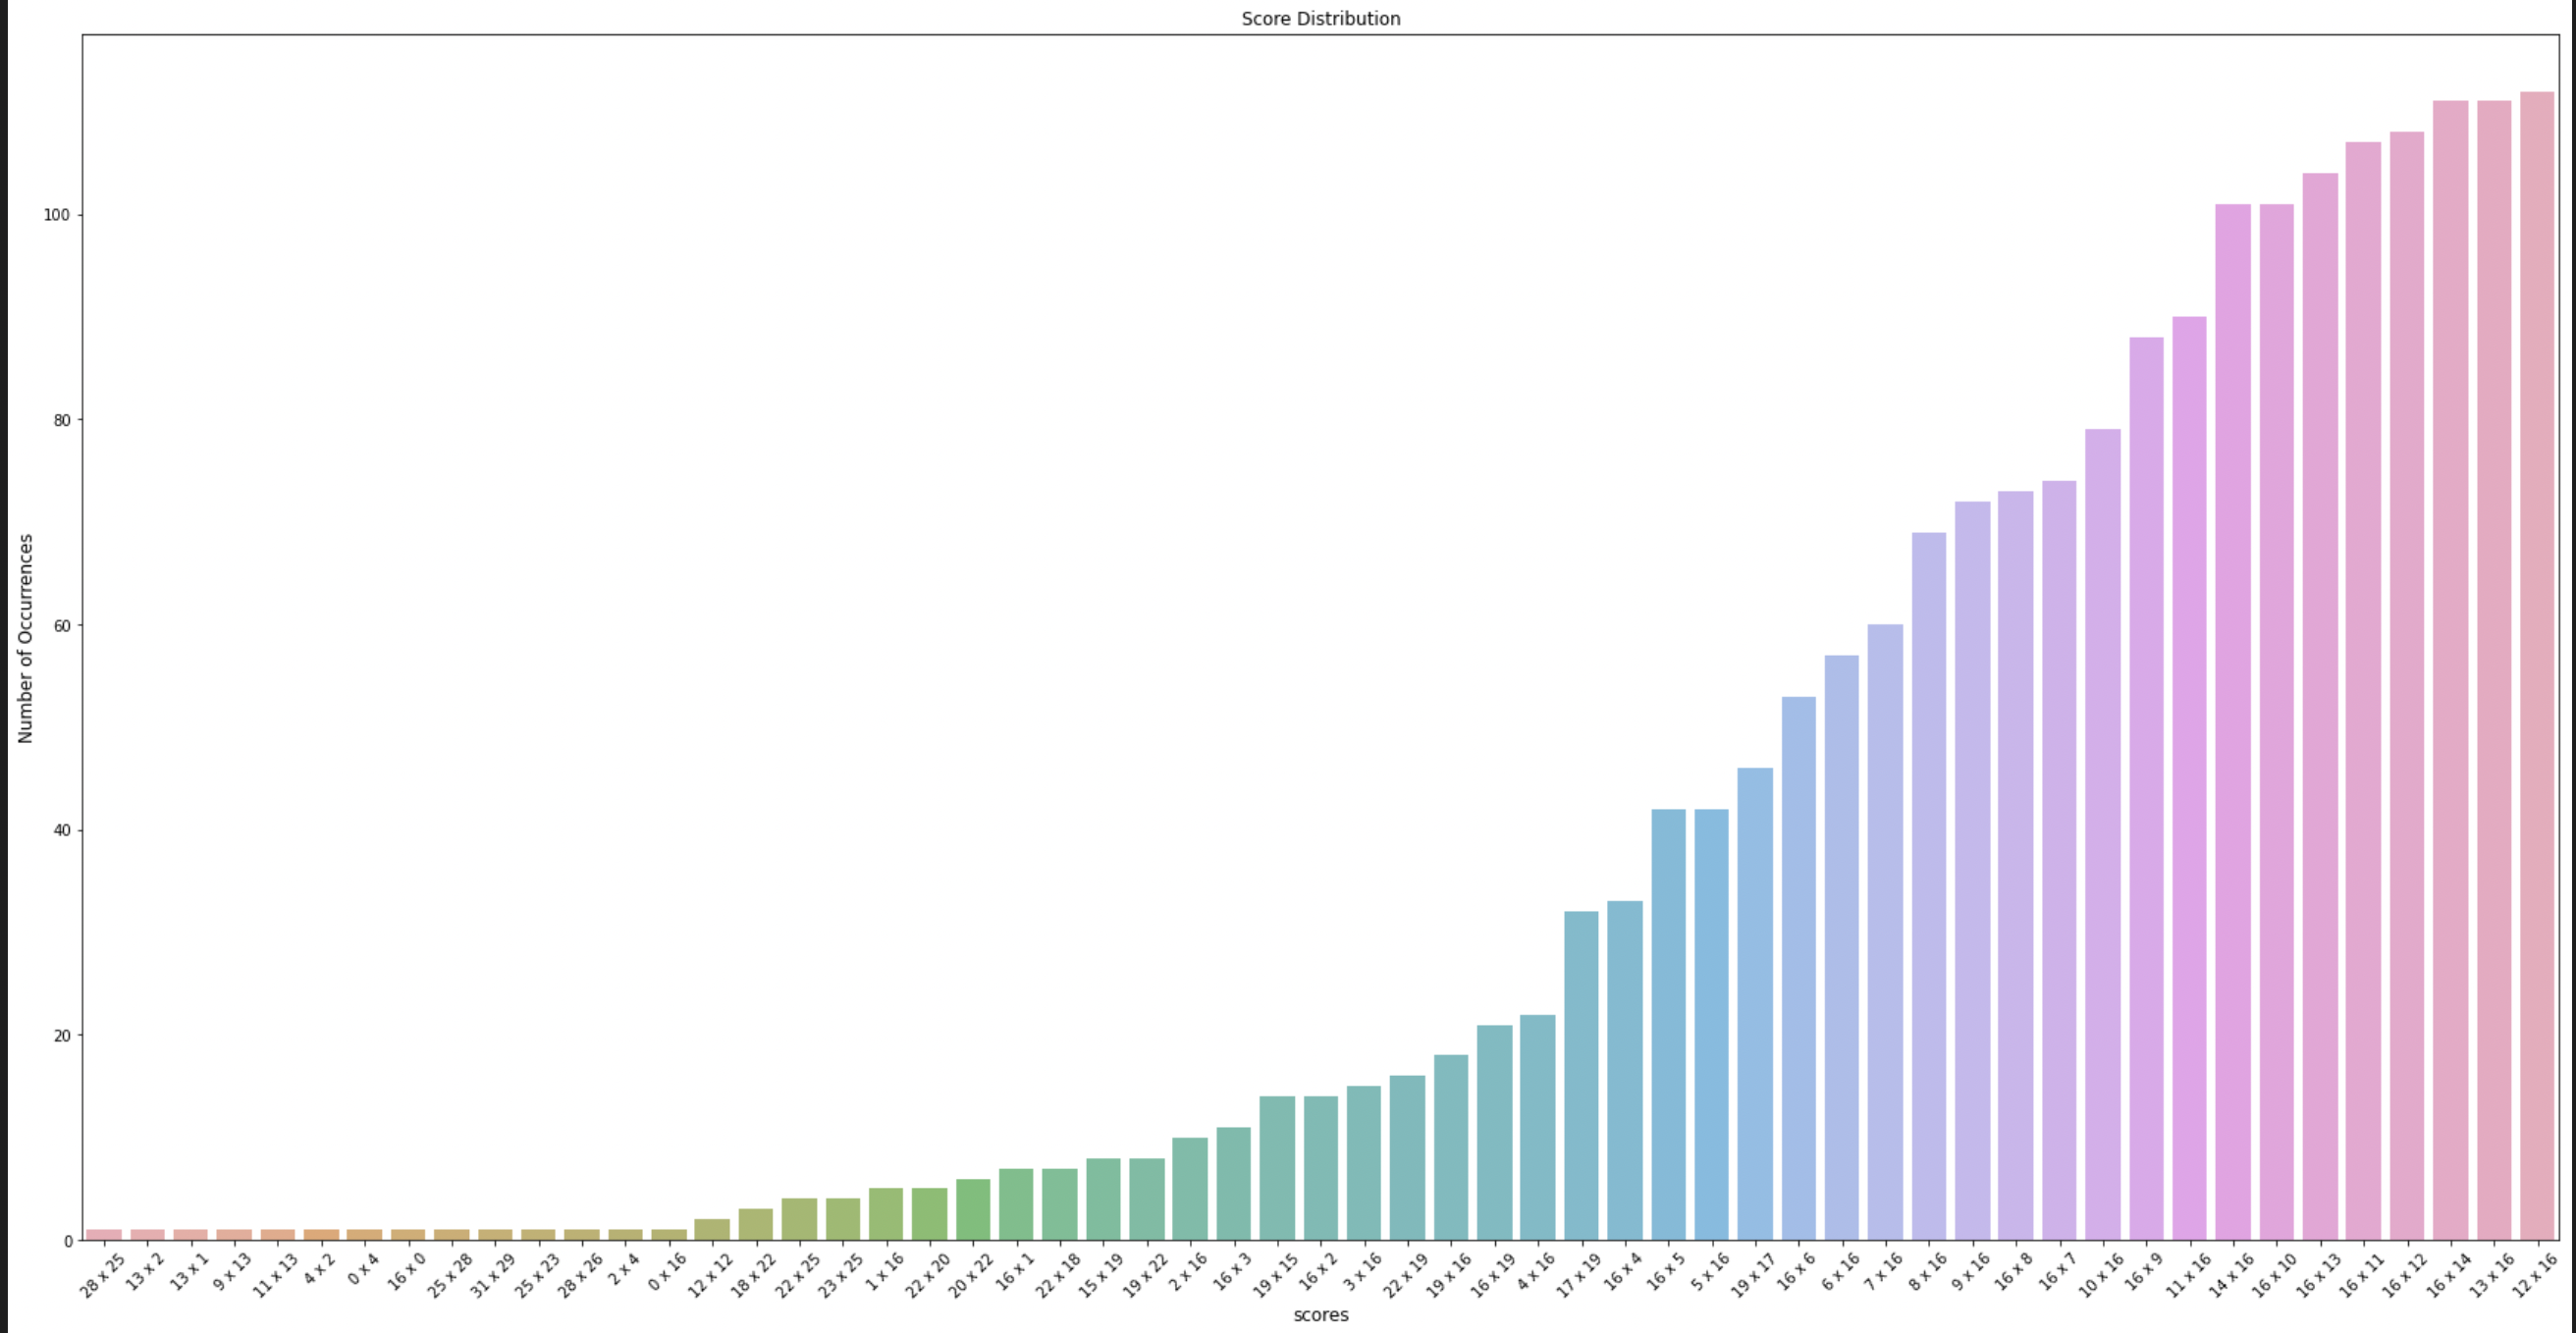 Score Distribution
Number of Occurrences
100
80
60
40
20
0
28 x 25
13 x 2
13 x 1
9 x 13
11 x 13
4 x 2
0 x 4
16 x 0
25 x 28
31 x 29
25 x 23
28 x 26
2 x 4
0 x 16
12 x 12
18 x 22
22 x 25
23 x 25
1 x 16
22 x 20
20 x 22
16 x 1
22 x 18
15 x 19
19 x 22
2 x 16
16 x 3
19 x 15
16 x 2
3 x 16
22 x 19
19 x 16
16 x 19
4 x 16
17 x 19
16 x 4
16 x 5
5 x 16
19 x 17
16 x 6
6 x 16
7 x 16
8 x 16
9 x 16
16 x 8
16 x 7
10 x 16
16 x 9
11 x 16
14 x 16
16 x 10
16 x 13
16 x 11
16 x 12
16 x 14
13 x 16
12 x 16
scores